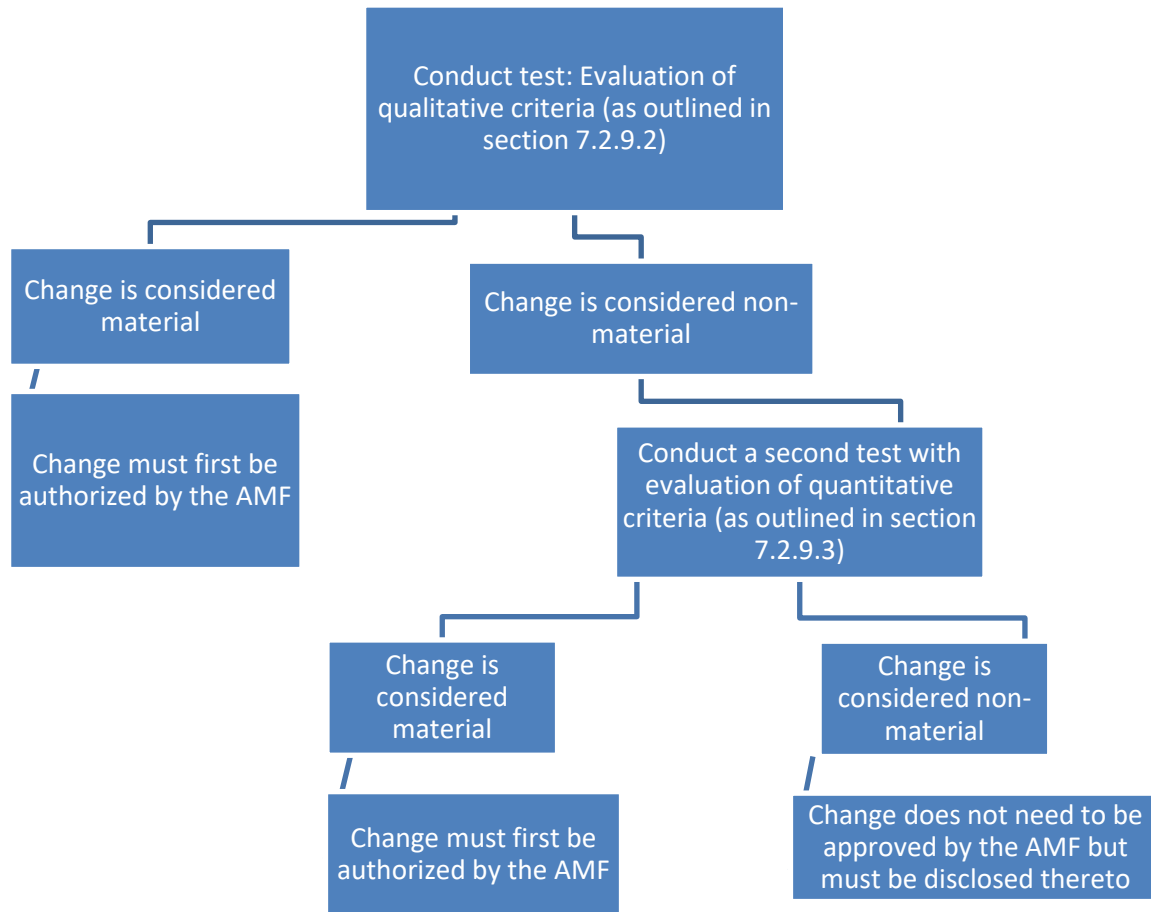 Conduct test: Evaluation of
qualitative criteria (as outlined in
section 7.2.9.2)
Change is considered
material
Change is considered non-
material
Change must first be
authorized by the AMF
Conduct a second test with
evaluation of quantitative
criteria (as outlined in section
7.2.9.3)
Change is
considered
material
Change is
considered non-
material
Change must first be
authorized by the AMF
Change does not need to be
approved by the AMF but
must be disclosed thereto